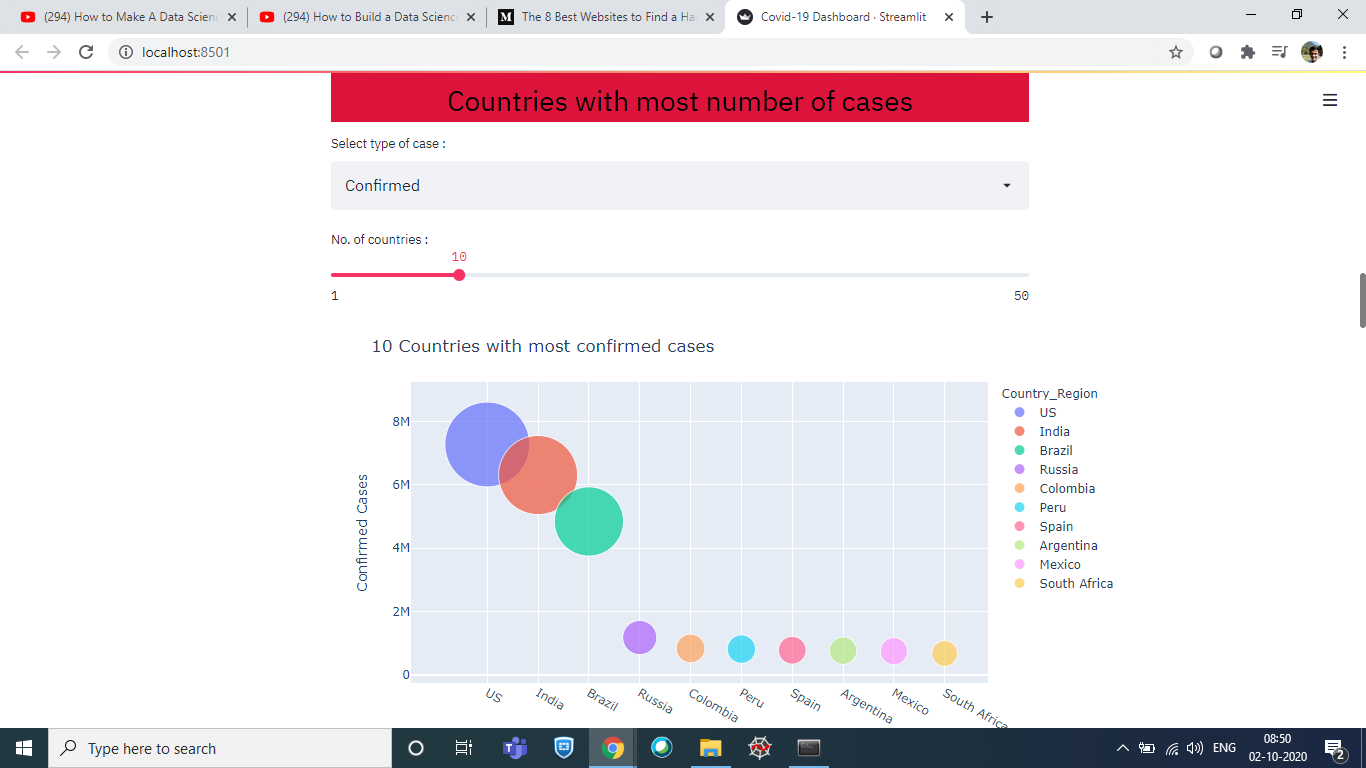 (294) How to Make A Data Scienc
(294) How to Build a Data Science
The 8 Best Websites to Find a Ha
Covid-19 Dashboard · Streamlit
localhost:8501
Countries with most number of cases
Select type of case :
Confirmed
No. of countries :
10
1
50
10 Countries with most confirmed cases
Confirmed Cases
8M
6M
4M
2M
0
US
India
Brazil
Russia
Colombia
Peru
Spain
Argentina
Mexico
South Africa
Country_Region
US
India
Brazil
Russia
Colombia
Peru
Spain
Argentina
Mexico
South Africa
Type here to search
ENG
08:50
02-10-2020
2